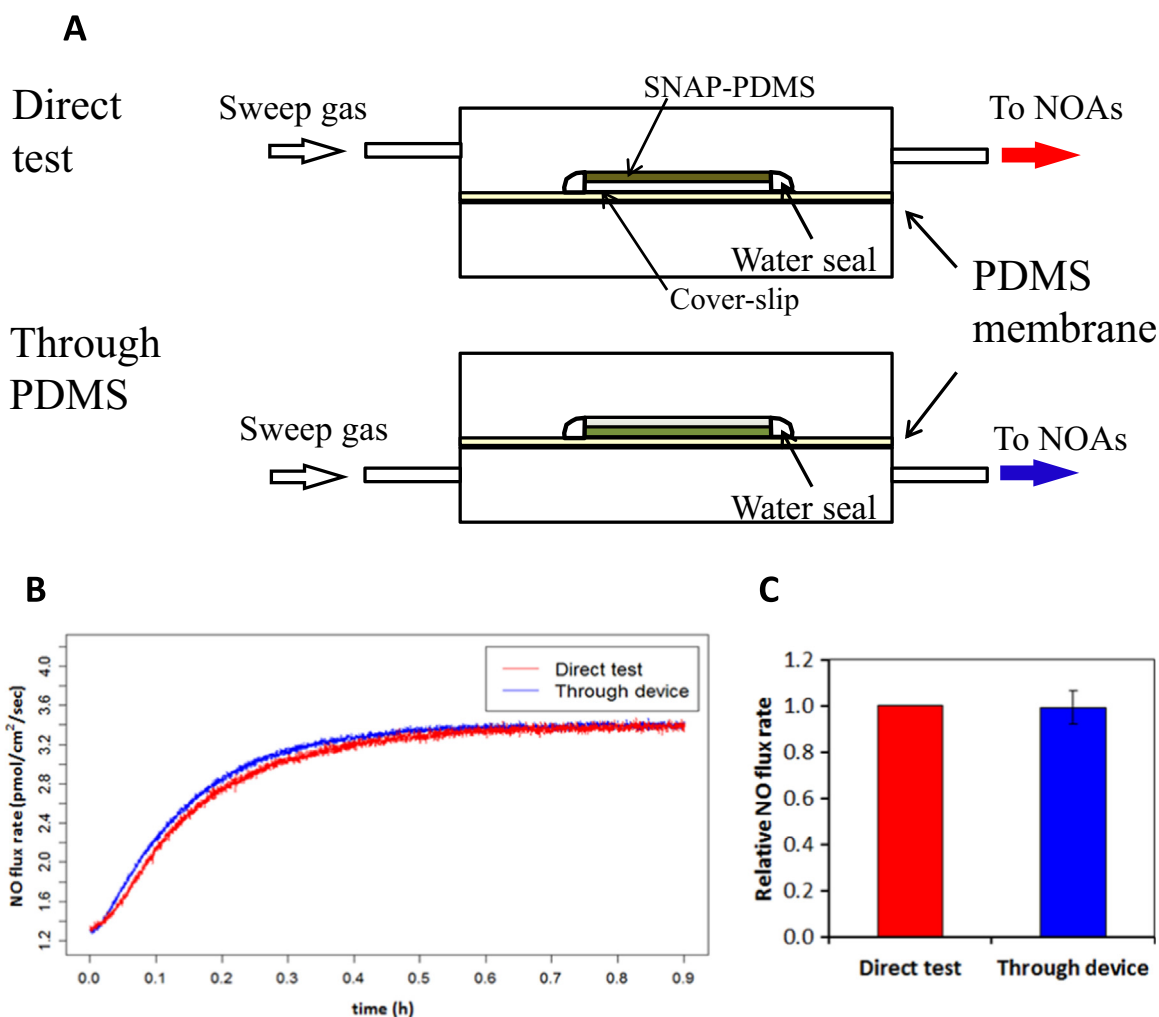 A
Direct
test
Sweep gas
SNAP-PDMS
To NOAs
Water seal
Cover-slip
PDMS
membrane
Through
PDMS
Sweep gas
To NOAs
Water seal
B
NO flux rate (pmol/cm²/sec)
4.0
3.6
3.2
2.8
2.4
2.0
1.6
1.2
Direct test
Through device
0.0 0.1 0.2 0.3 0.4 0.5 0.6 0.7 0.8 0.9
time (h)
C
Relative NO flux rate
1.2
1.0
0.8
0.6
0.4
0.2
0.0
Direct test Through device